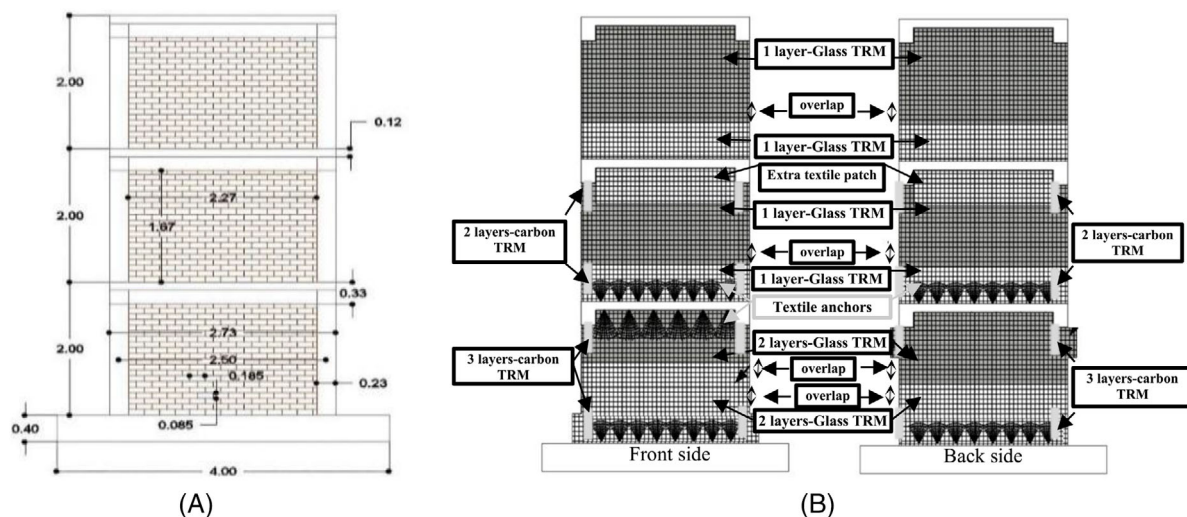 2.00
0.12
2.00
2.27
1.67
0.33
2.00
2.73
2.50
0.165
0.23
0.085
0.40
4.00
(A)
1 layer-Glass TRM
overlap
1 layer-Glass TRM
Extra textile patch
1 layer-Glass TRM
2 layers-carbon
TRM
overlap
2 layers-carbon
TRM
1 layer-Glass TRM
Textile anchors
2 layers-Glass TRM
3 layers-carbon
TRM
overlap
3 layers-carbon
TRM
overlap
2 layers-Glass TRM
Front side
Back side
(B)